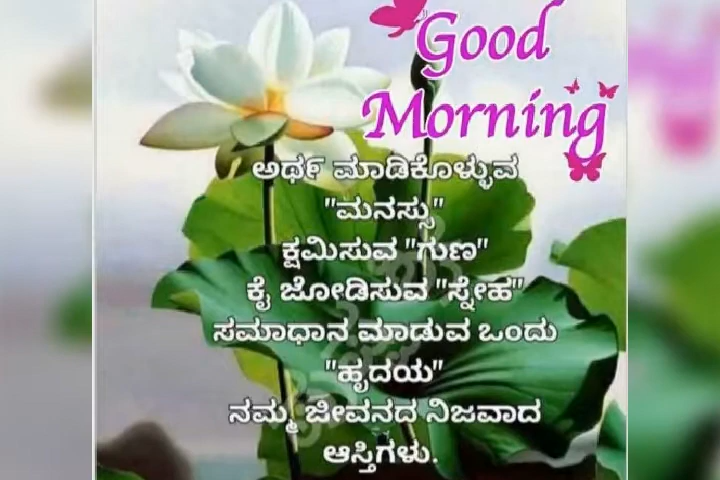 Good
Morning
ಅರ್ಥ ಮಾಡಿಕೊಳ್ಳುವ
"ಮನಸ್ಸು"
ಕ್ಷಮಿಸುವ "ಗುಣ"
ಕೈ ಜೋಡಿಸುವ "ಸ್ನೇಹ"
ಸಮಾಧಾನ ಮಾಡುವ ಒಂದು
"ಹೃದಯ"
ನಮ್ಮ ಜೀವನದ ನಿಜವಾದ
ಆಸ್ತಿಗಳು.